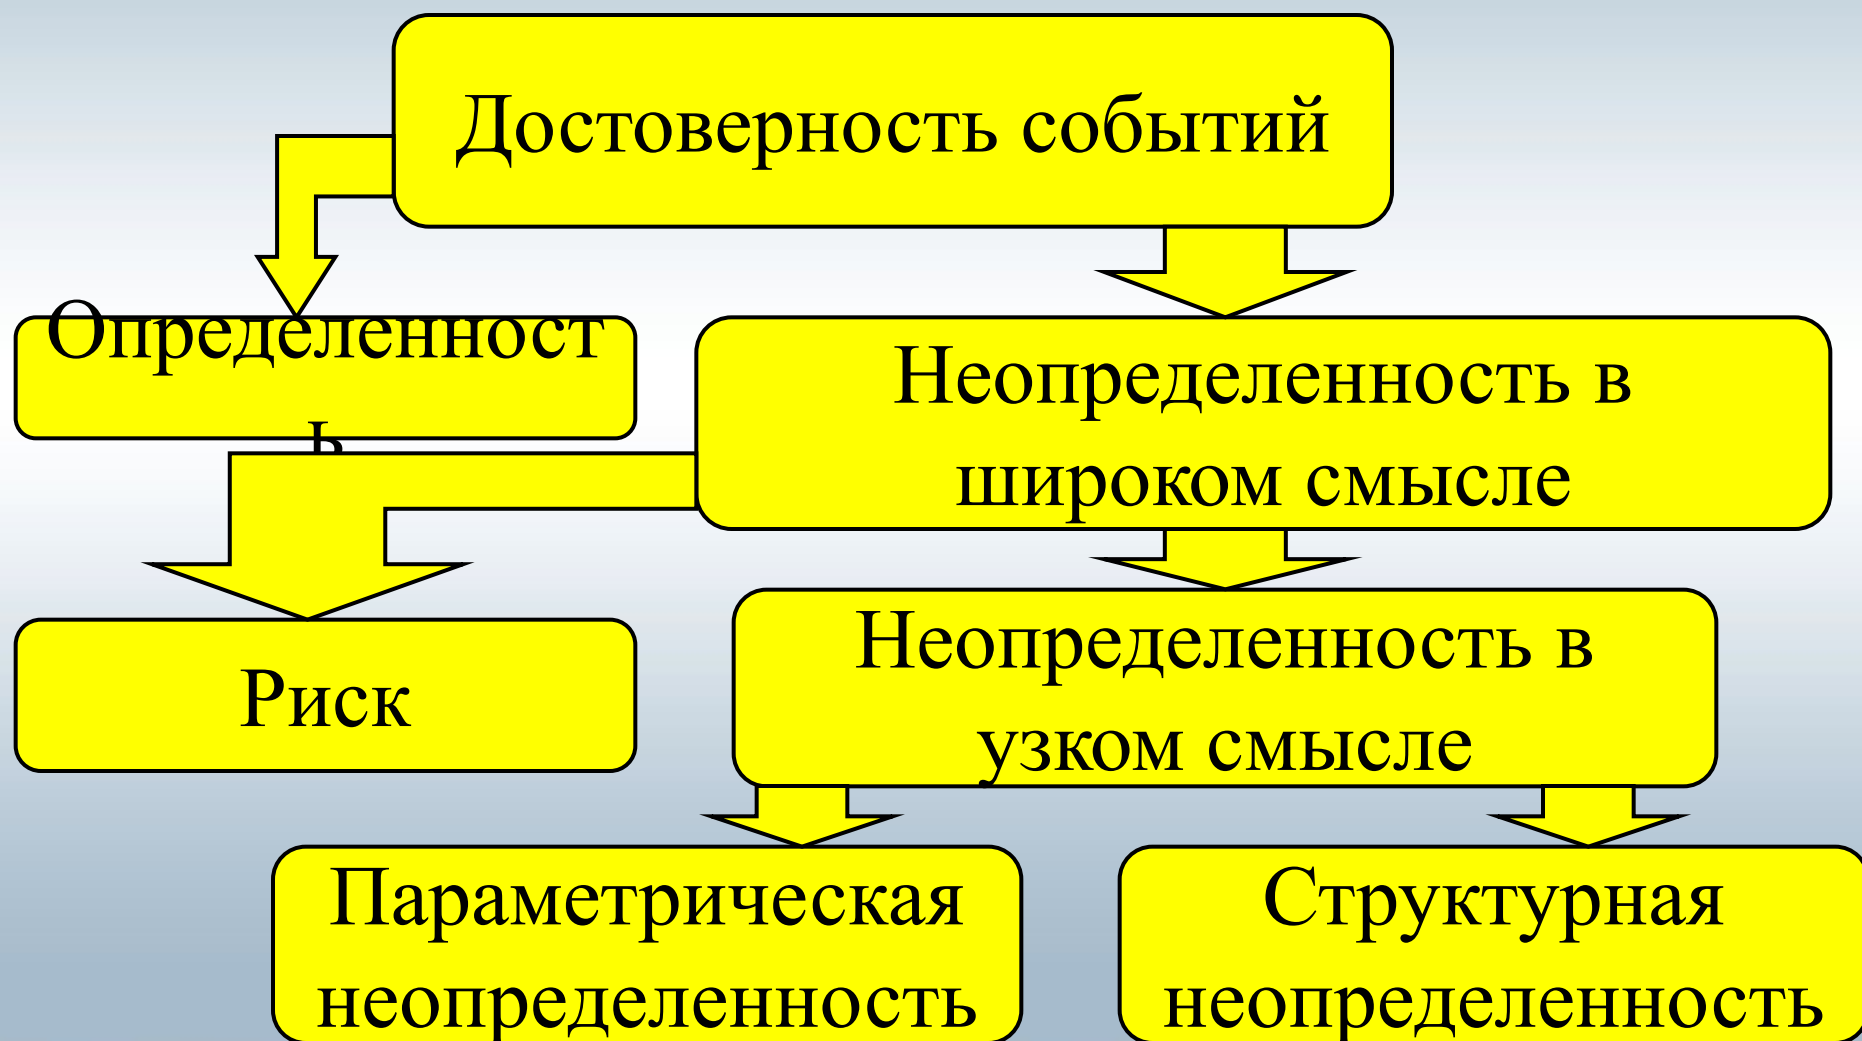 Достоверность событий
Определенност
ь
Неопределенность в
широком смысле
Риск
Неопределенность в
узком смысле
Параметрическая
неопределенность
Структурная
неопределенность